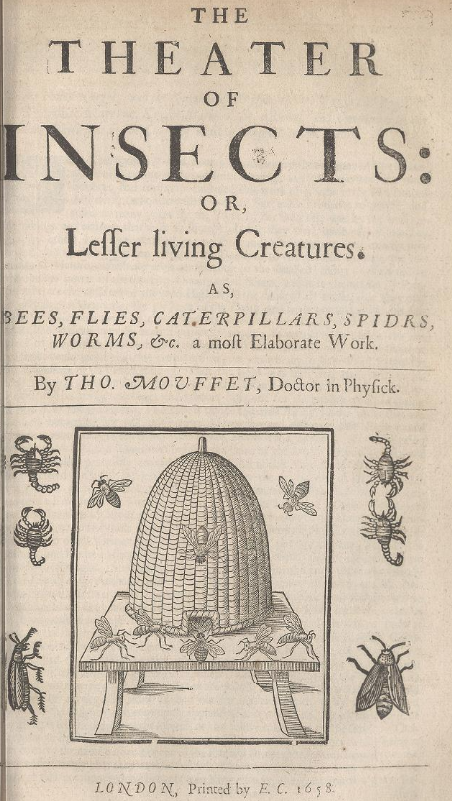 THE
THEATER
OF
INSECTS:
OR,
Leſſer living Creatures.
AS,
BEES, FLIES, CATERPILLARS, SPIDRS,
WORMS, &c. a moſt Elaborate Work.
By THO. MOVFFET, Doctor in Phyſick.
LONDON, Printed by E. C. 1658.